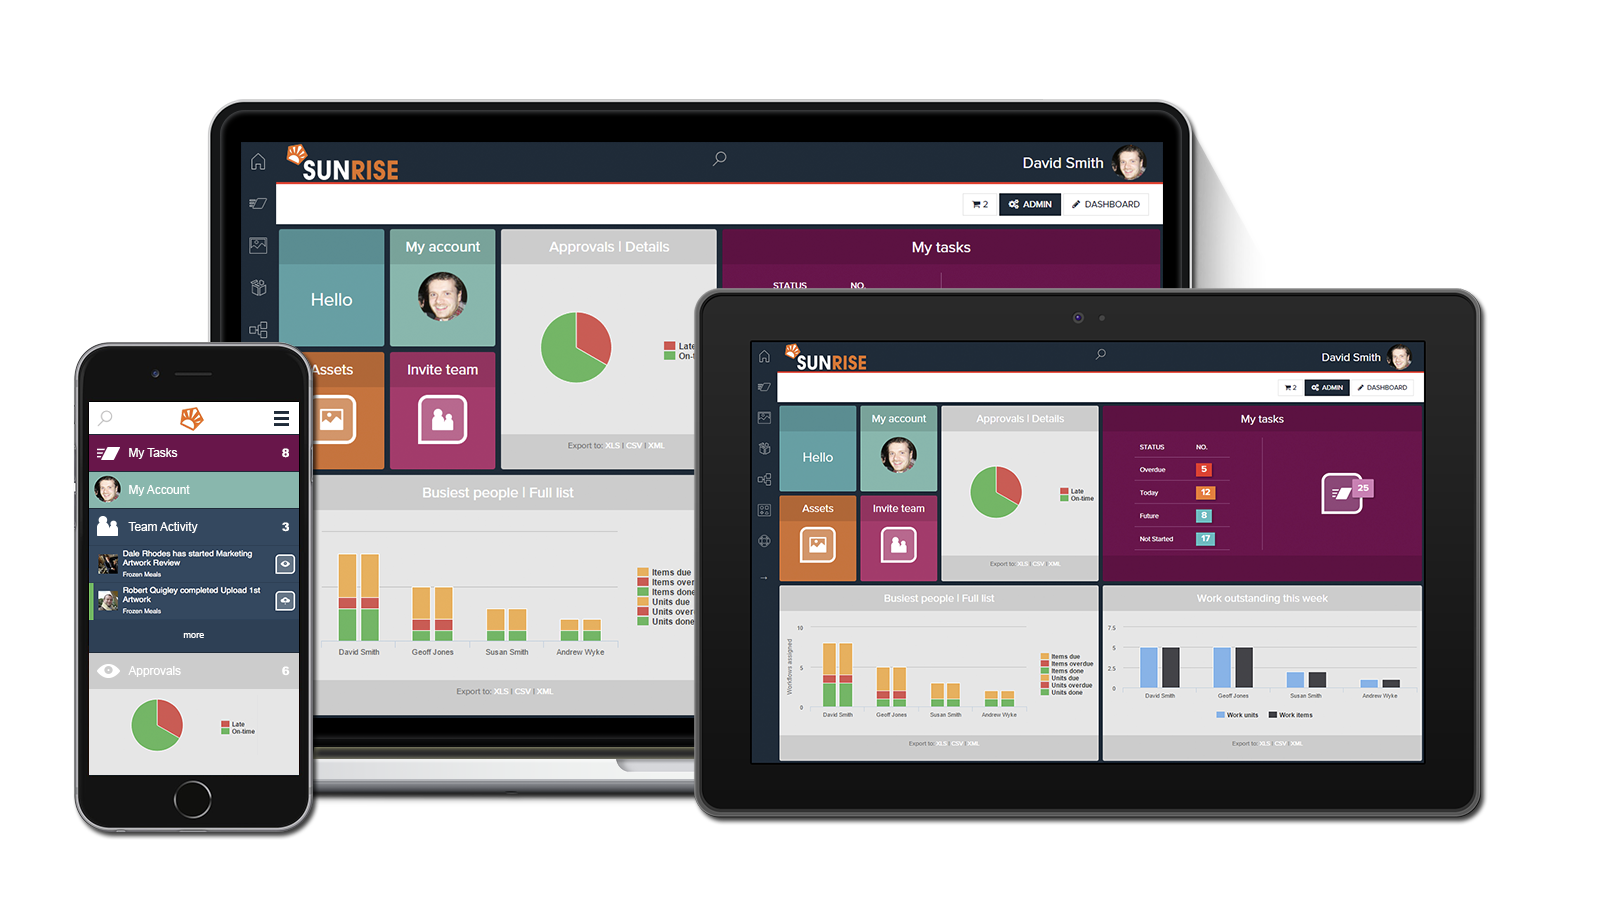 SUNRISE
David Smith
2
ADMIN
DASHBOARD
Hello
My account
Approvals | Details
My tasks
STATUS NO.
Late
On-t
Assets
Invite team
Export to: XLS | CSV | XML
Busiest people | Full list
Items due
Items over
Items done
Units due
Units over
Units done
David Smith Geoff Jones Susan Smith Andrew Wyke
Export to: XLS | CSV | XML
My Tasks 8
My Account
Team Activity 3
Dale Rhodes has started Marketing
Artwork Review
Frozen Meals
Robert Quigley completed Upload 1st
Artwork
Frozen Meals
more
Approvals 6
Late
On-time
SUNRISE
David Smith
2
ADMIN
DASHBOARD
Hello
My account
Approvals | Details
My tasks
STATUS NO.
Overdue 5
Today 12
Future 8
Not Started 17
25
Late
On-time
Assets
Invite team
Export to: XLS | CSV | XML
Busiest people | Full list
Workflows assigned
10
5
0
David Smith Geoff Jones Susan Smith Andrew Wyke
Items due
Items overdue
Items done
Units due
Units overdue
Units done
Export to: XLS | CSV | XML
Work outstanding this week
7.5
5
2.5
0
David Smith Geoff Jones Susan Smith Andrew Wyke
Work units Work items
Export to: XLS | CSV | XML